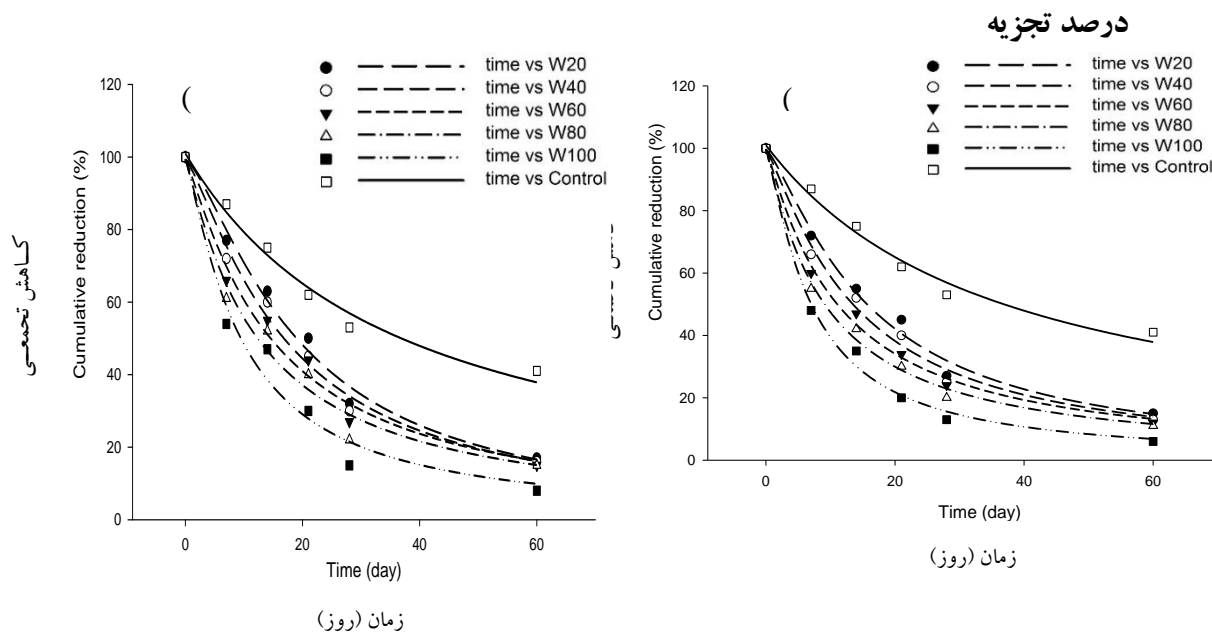 درصد تجزیه
time vs W20
time vs W40
time vs W60
time vs W80
time vs W100
time vs Control
(
120
100
80
60
40
20
0
Cumulative reduction (%)
کاهش تجمعی
0 20 40 60
Time (day)
زمان (روز)
time vs W20
time vs W40
time vs W60
time vs W80
time vs W100
time vs Control
(
120
100
80
60
40
20
0
Cumulative reduction (%)
0 20 40 60
Time (day)
زمان (روز)